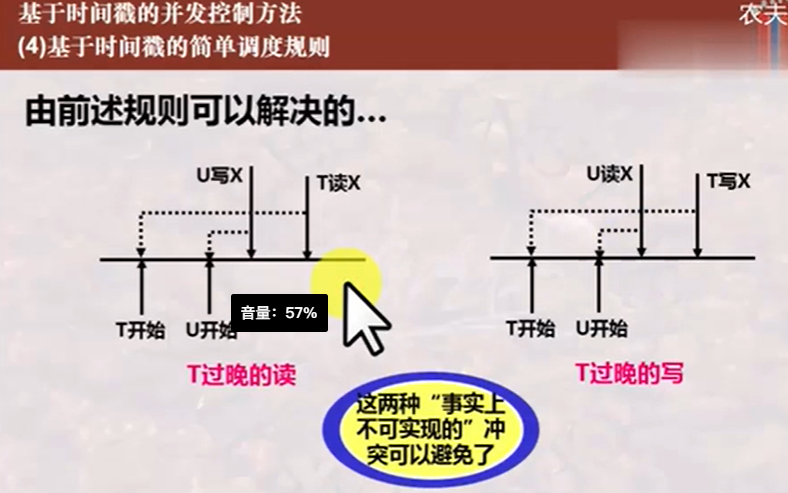 基于时间戳的并发控制方法
农夫
(4)基于时间戳的简单调度规则
由前述规则可以解决的...
U写X
T读X
T开始
U开始
音量：57%
T过晚的读
U读X
T写X
T开始
U开始
T过晚的写
这两种“事实上
不可实现的”冲
突可以避免了